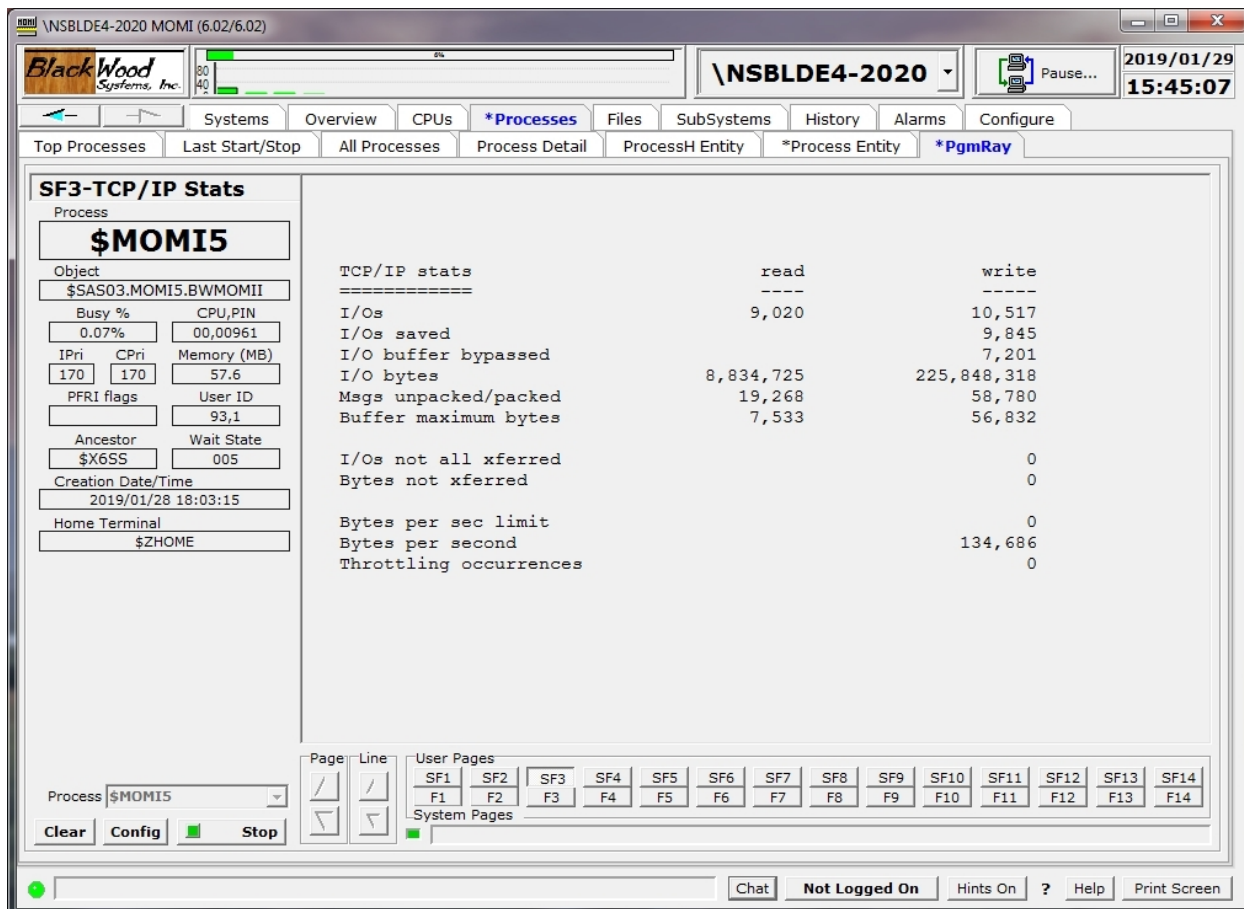 \NSBLDE4-2020 MOMI (6.02/6.02)
BlackWood
Systems, Inc.
0%
80
40
\NSBLDE4-2020
Pause...
2019/01/29
15:45:07
Systems Overview CPUs *Processes Files SubSystems History Alarms Configure
Top Processes Last Start/Stop All Processes Process Detail ProcessH Entity *Process Entity *PgmRay
SF3-TCP/IP Stats
Process
$MOMI5
Object
$SAS03.MOMI5.BWMOMII
Busy % CPU,PIN
0.07% 00,00961
IPri CPri Memory (MB)
170 170 57.6
PFRI flags User ID
93,1
Ancestor Wait State
$X6SS 005
Creation Date/Time
2019/01/28 18:03:15
Home Terminal
$ZHOME
TCP/IP stats read write
============ ---- -----
I/Os 9,020 10,517
I/Os saved 9,845
I/O buffer bypassed 7,201
I/O bytes 8,834,725 225,848,318
Msgs unpacked/packed 19,268 58,780
Buffer maximum bytes 7,533 56,832
I/Os not all xferred 0
Bytes not xferred 0
Bytes per sec limit 0
Bytes per second 134,686
Throttling occurrences 0
Process $MOMI5
Clear Config Stop
Page Line User Pages
SF1 SF2 SF3 SF4 SF5 SF6 SF7 SF8 SF9 SF10 SF11 SF12 SF13 SF14
F1 F2 F3 F4 F5 F6 F7 F8 F9 F10 F11 F12 F13 F14
System Pages
Chat Not Logged On Hints On ? Help Print Screen